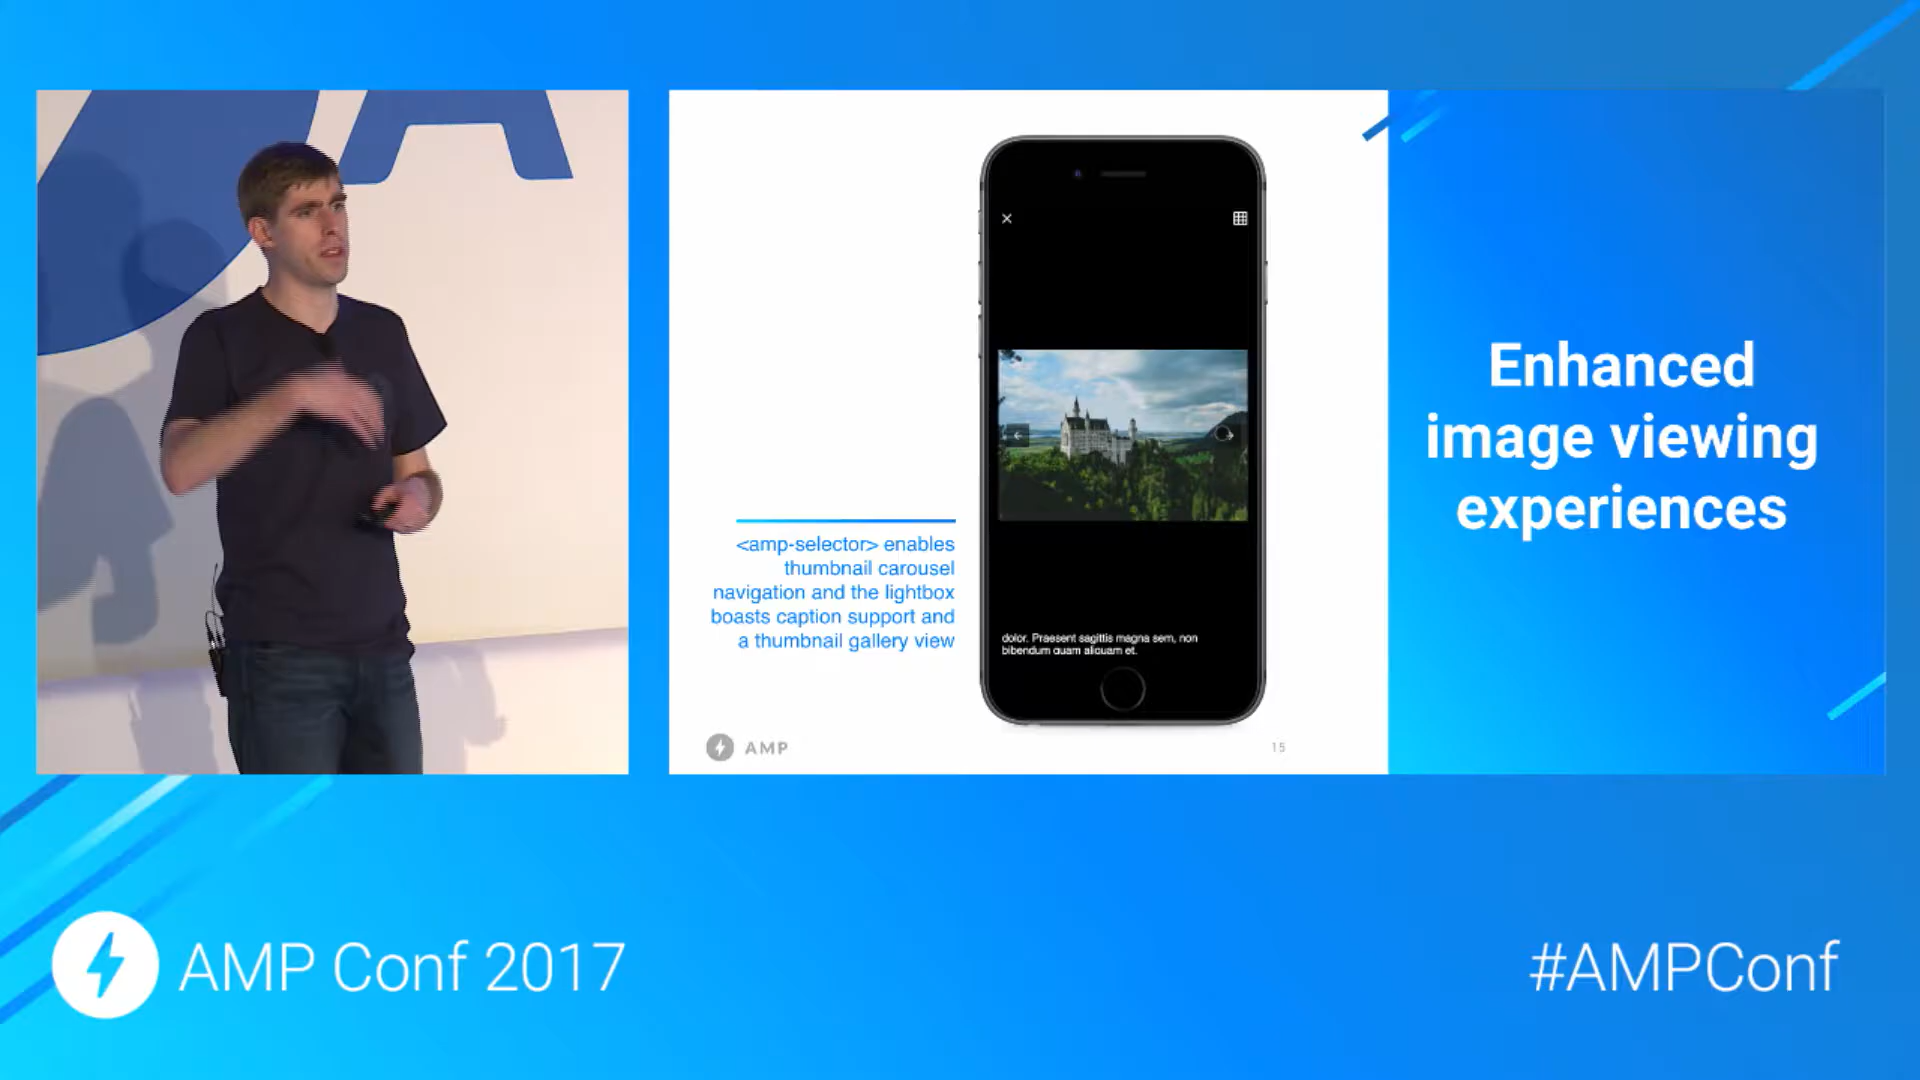 <amp-selector> enables
thumbnail carousel
navigation and the lightbox
boasts caption support and
a thumbnail gallery view
dolor. Praesent sagittis magna sem, non
bibendum quam aliquam et.
AMP
15
Enhanced
image viewing
experiences
AMP Conf 2017
#AMPConf